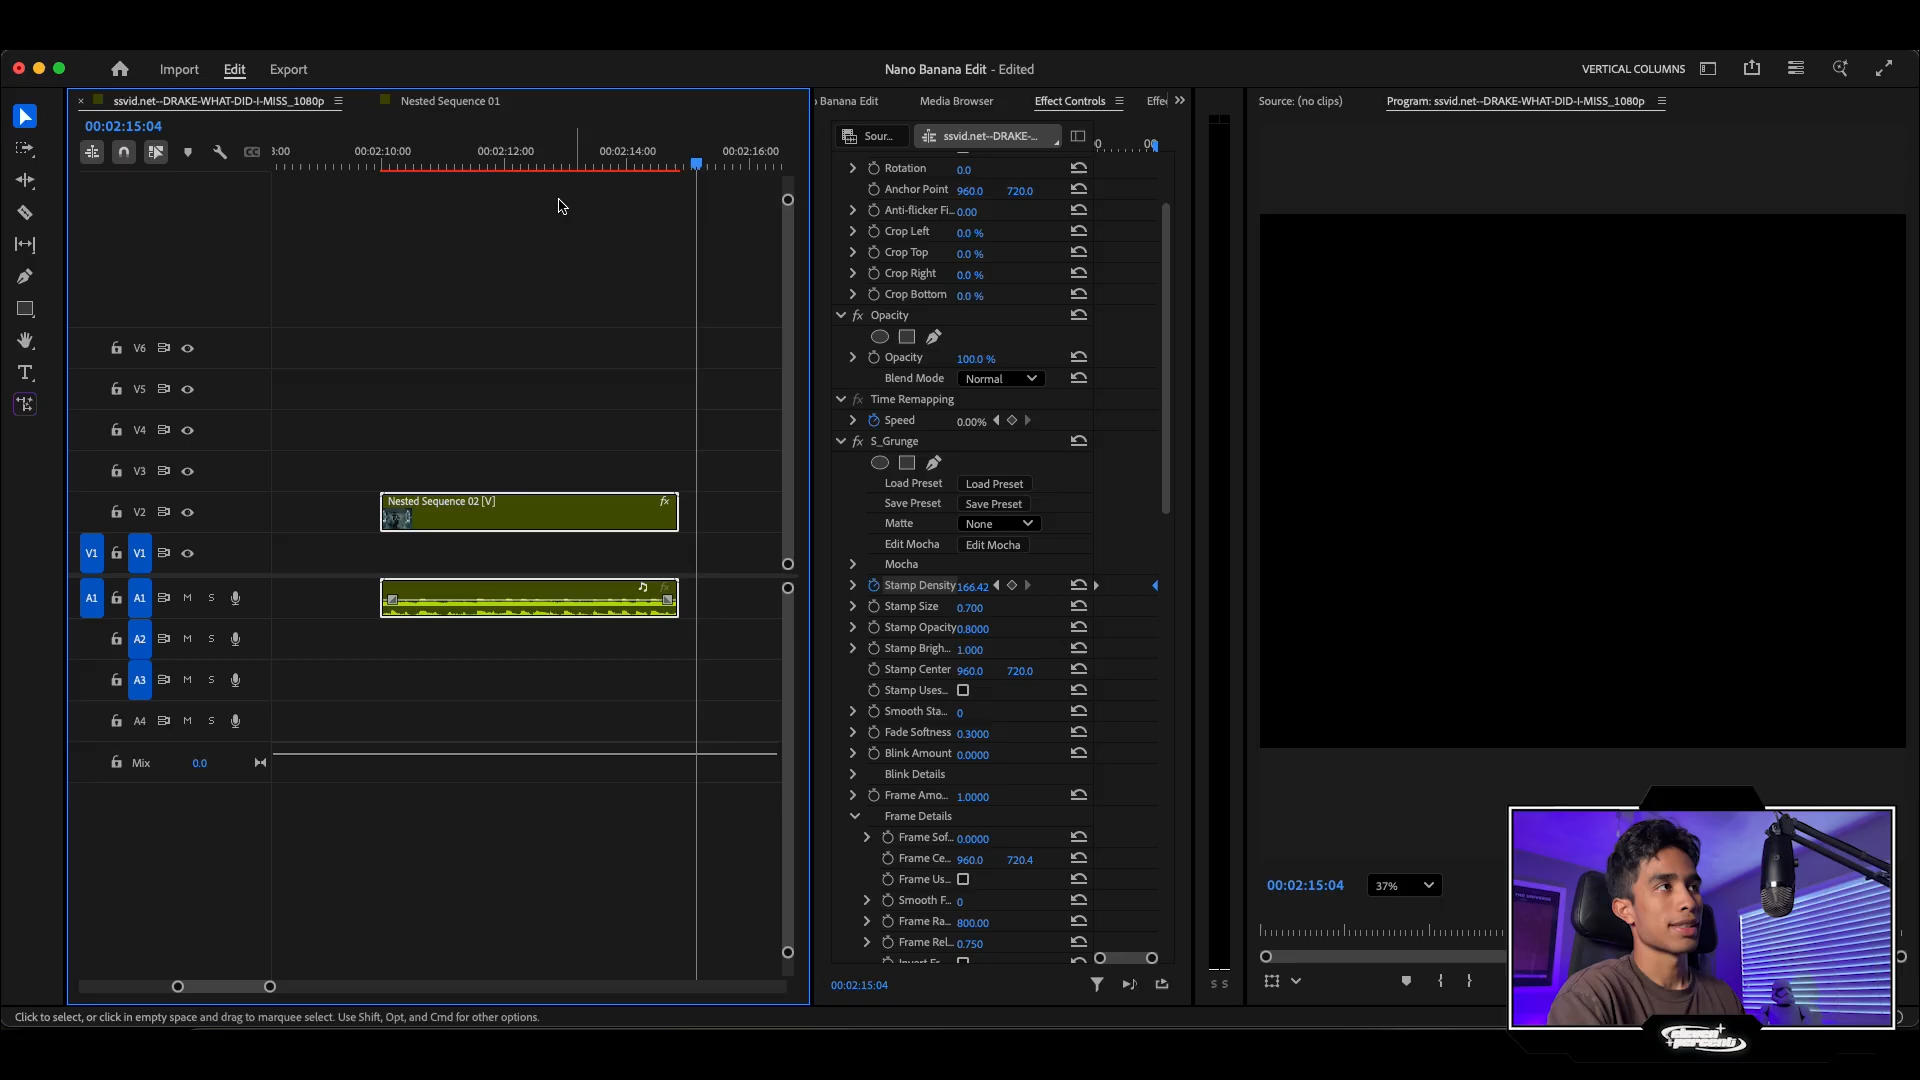 Import
Edit
Export
Nano Banana Edit - Edited
VERTICAL COLUMNS
ssvid.net--DRAKE-WHAT-DID-I-MISS_1080p
Nested Sequence 01
Banana Edit
Media Browser
Effect Controls
Source: (no clips)
Program: ssvid.net--DRAKE-WHAT-DID-I-MISS_1080p
00:02:15:04
00:02:10:00
00:02:12:00
00:02:14:00
00:02:16:00
Sour...
ssvid.net--DRAKE-...
Rotation 0.0
Anchor Point 960.0 720.0
Anti-flicker Fi... 0.00
Crop Left 0.0 %
Crop Top 0.0 %
Crop Right 0.0 %
Crop Bottom 0.0 %
fx Opacity
Opacity 100.0 %
Blend Mode Normal
fx Time Remapping
Speed 0.00%
fx S_Grunge
Load Preset Load Preset
Save Preset Save Preset
Matte None
Edit Mocha Edit Mocha
Mocha
Stamp Density 166.42
Stamp Size 0.700
Stamp Opacity 0.8000
Stamp Brigh... 1.000
Stamp Center 960.0 720.0
Stamp Uses...
Smooth Sta... 0
Fade Softness 0.3000
Blink Amount 0.0000
Blink Details
Frame Amo... 1.0000
Frame Details
Frame Sof... 0.0000
Frame Ce... 960.0 720.4
Frame Us...
Smooth F... 0
Frame Ra... 800.00
Frame Rel... 0.750
00:02:15:04
V6
V5
V4
V3
V2
Nested Sequence 02 [V] fx
V1 V1
A1 A1 M S
A2 M S
A3 M S
A4 M S
Mix 0.0
S S
00:02:15:04
37%
Click to select, or click in empty space and drag to marquee select. Use Shift, Opt, and Cmd for other options.
eleven
percent